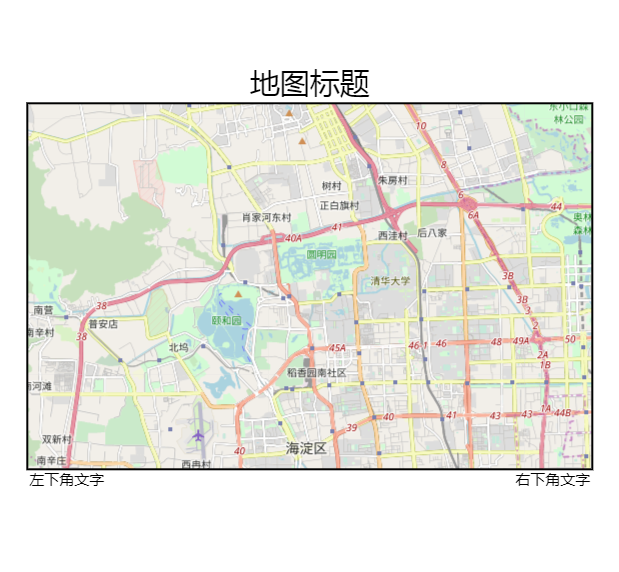 地图标题
东小口森
林公园
10
8
树村
朱房村
正白旗村
6
6A
44
肖家河东村
41
40A
西洼村
后八家
奥林
森林
圆明园
清华大学
3B
3B
38
南营
颐和园
3
普安店
2
南辛村
38
北坞
45A
46-1
46
48
49A
50
2A
1B
稻香园南社区
西河滩
1A
40
41
43
43
44B
39
双新村
海淀区
40
南辛庄
西冉村
左下角文字
右下角文字